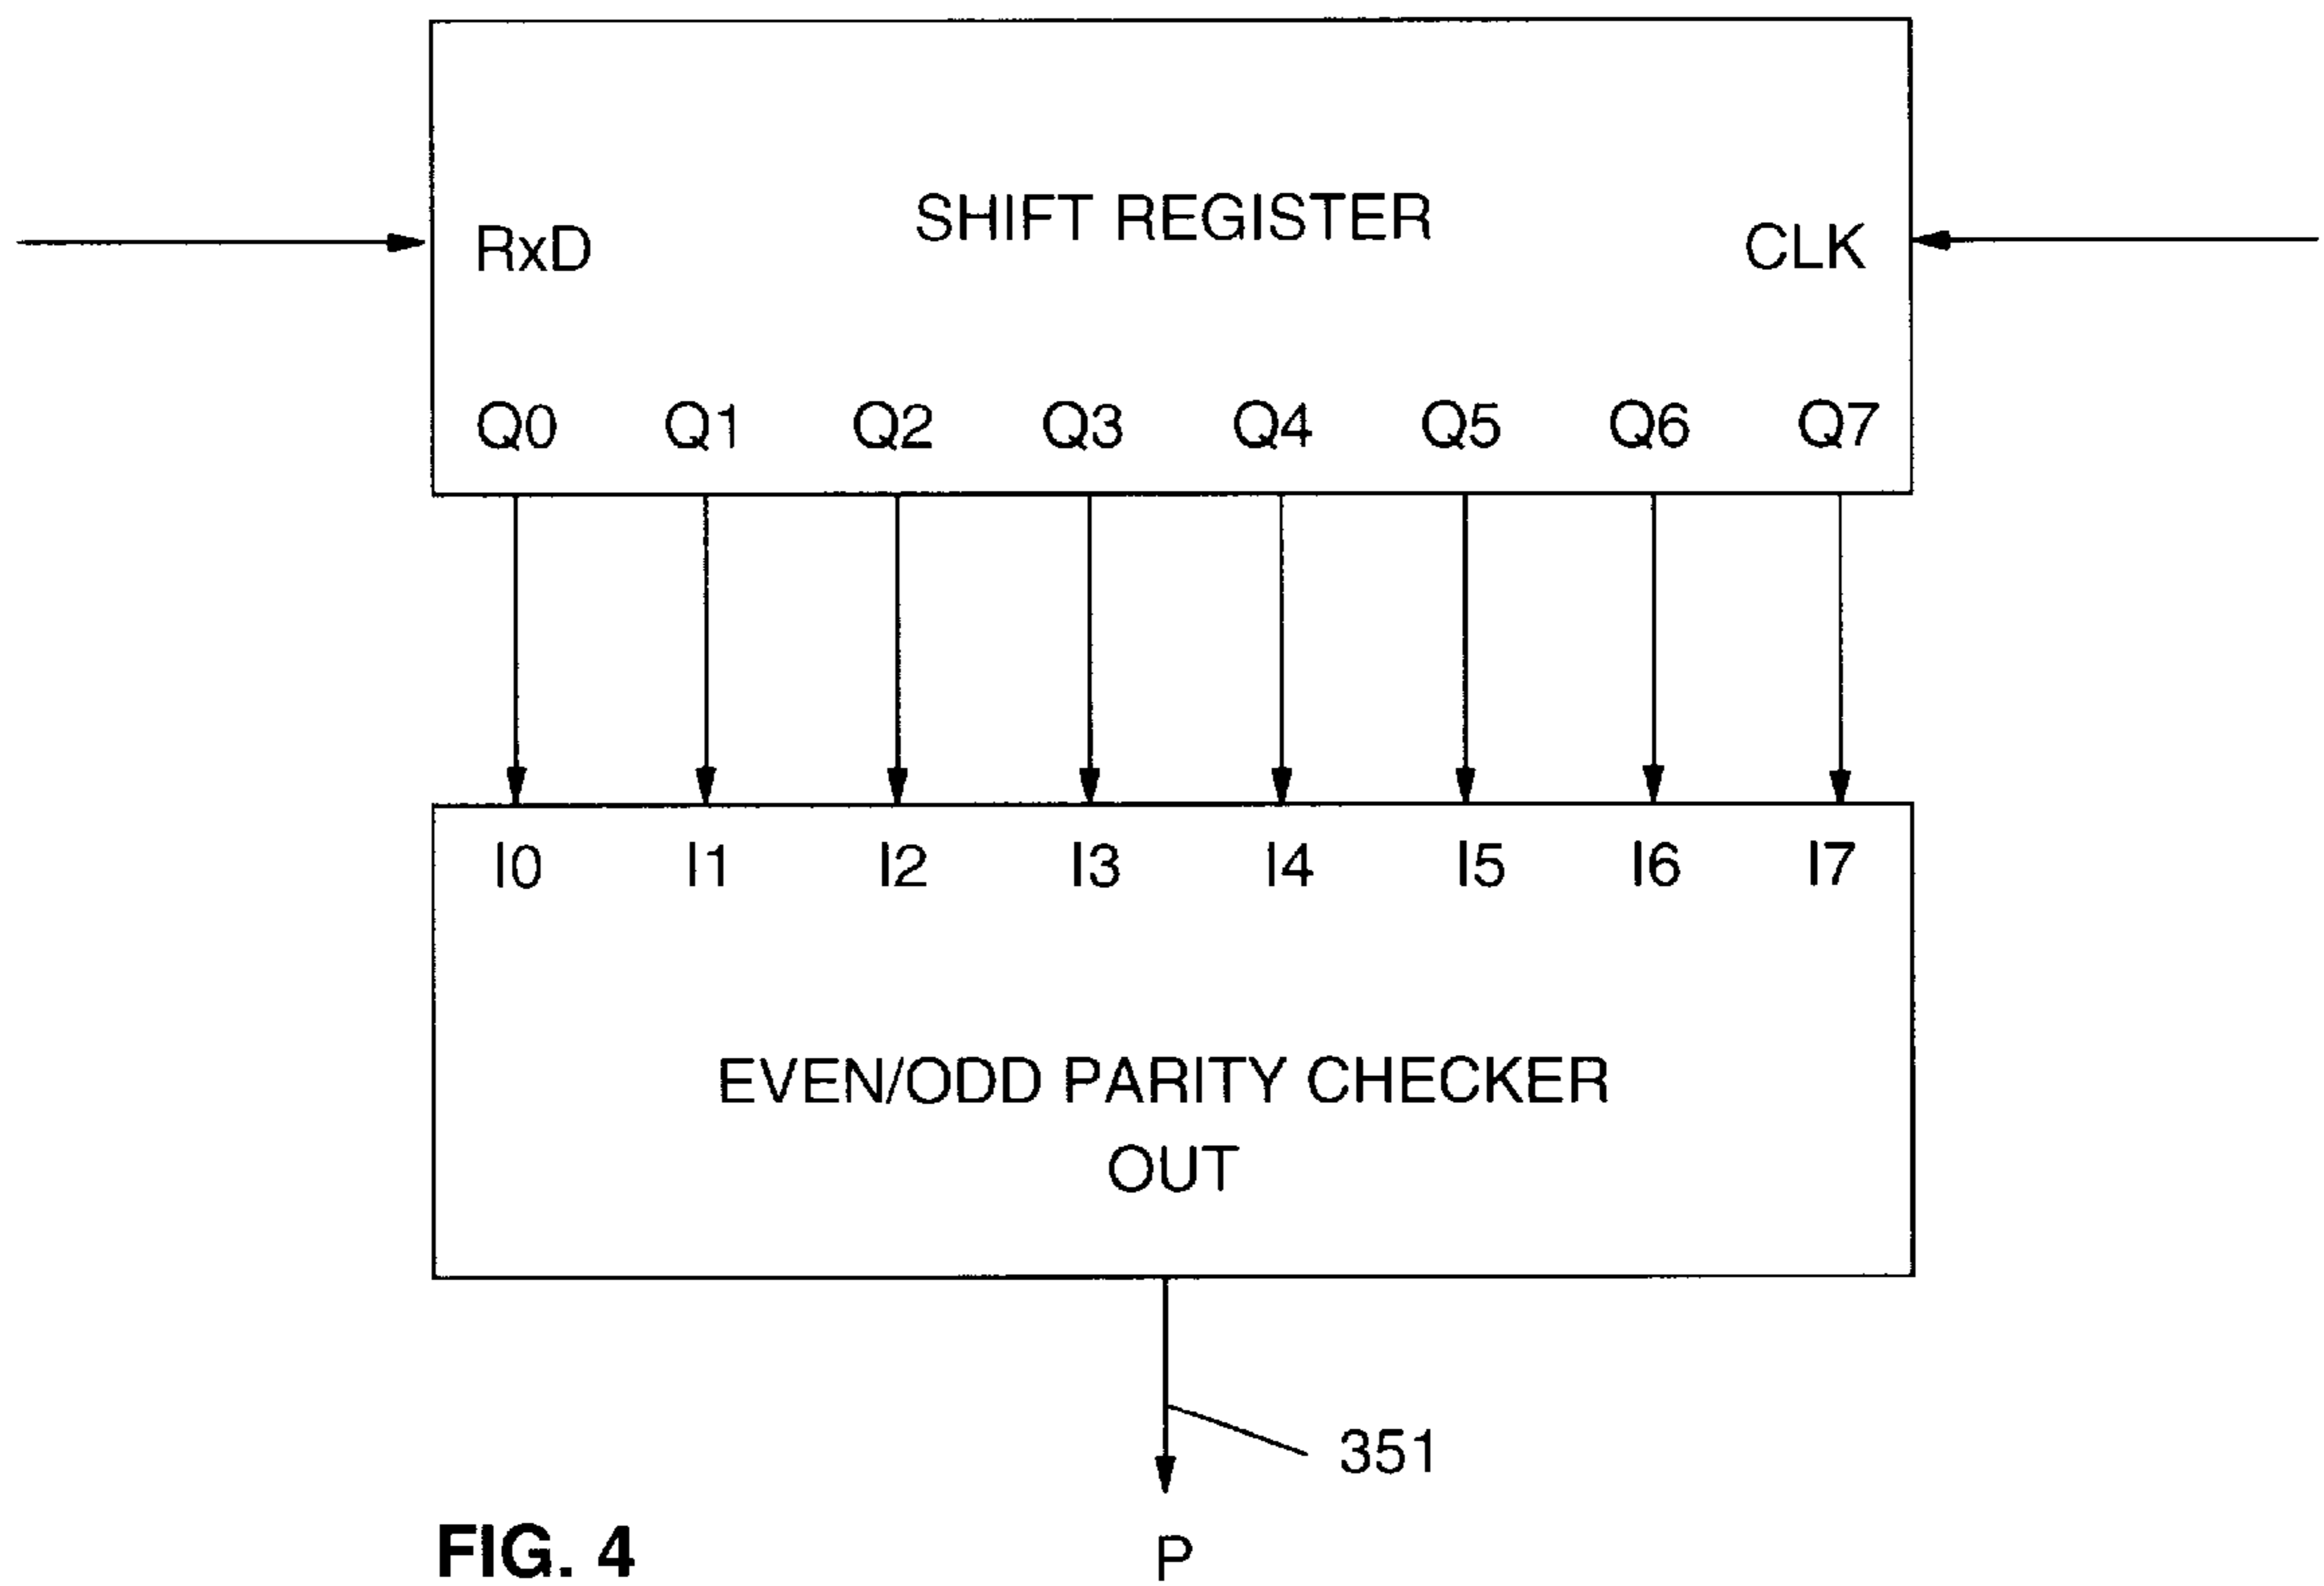 SHIFT REGISTER
RxD CLK
Q0 Q1 Q2 Q3 Q4 Q5 Q6 Q7
I0 I1 I2 I3 I4 I5 I6 I7
EVEN/ODD PARITY CHECKER
OUT
351
FIG. 4 P